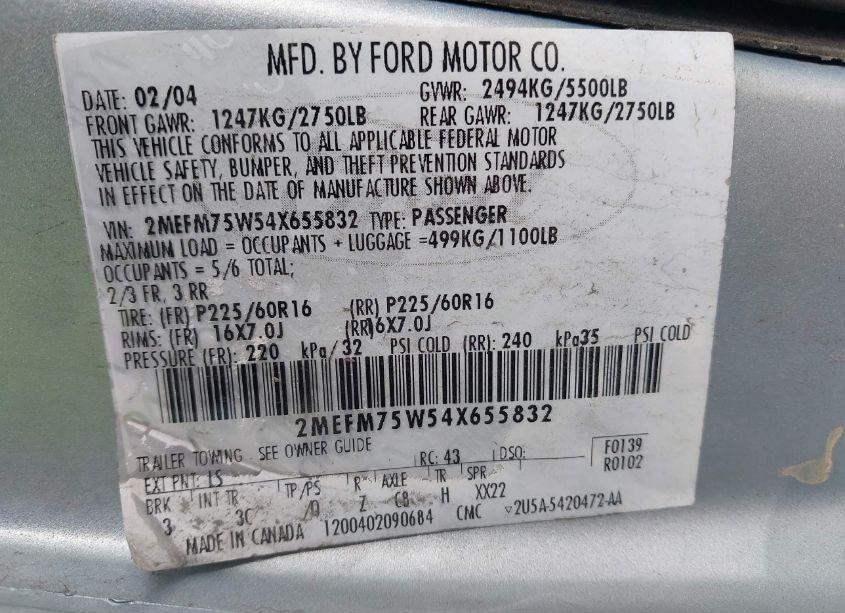 MFD. BY FORD MOTOR CO.
DATE: 02/04 GVWR: 2494KG/5500LB
FRONT GAWR: 1247KG/2750LB REAR GAWR: 1247KG/2750LB
THIS VEHICLE CONFORMS TO ALL APPLICABLE FEDERAL MOTOR
VEHICLE SAFETY, BUMPER, AND THEFT PREVENTION STANDARDS
IN EFFECT ON THE DATE OF MANUFACTURE SHOWN ABOVE.
VIN: 2MEFM75W54X655832 TYPE: PASSENGER
MAXIMUM LOAD = OCCUPANTS + LUGGAGE =499KG/1100LB
OCCUPANTS = 5/6 TOTAL;
2/3 FR, 3 RR
TIRE: (FR) P225/60R16 (RR) P225/60R16
RIMS: (FR) 16X7.0J (RR)16X7.0J
PRESSURE (FR): 220 kPa/32 PSI COLD (RR): 240 kPa35 PSI COLD
2MEFM75W54X655832
TRAILER TOWING . SEE OWNER GUIDE
EXT PNT: LS RC: 43 DSO: F0139
R0102
BRK INT TR TP/PS R AXLE TR SPR
3 3C /D Z C8 H XX22
MADE IN CANADA 1200402090684 CMC ▽2U5A-5420472-AA